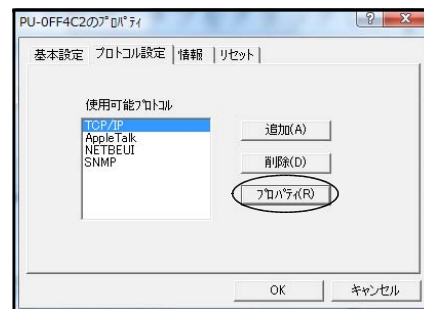 PU-0FF4C2のﾌﾟﾛﾊﾟﾃｨ
基本設定 プロトコル設定 情報 リセット
使用可能ﾌﾟﾛﾄｺﾙ
TCP/IP
AppleTalk
NETBEUI
SNMP
追加(A)
削除(D)
ﾌﾟﾛﾊﾟﾃｨ(R)
OK キャンセル